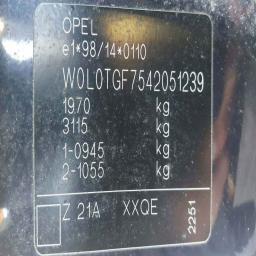 OPEL
e1*98/14*0110
W0L0TGF7542051239
1970 kg
3115 kg
1-0945 kg
2-1055 kg
Z 21A XXQE
2251